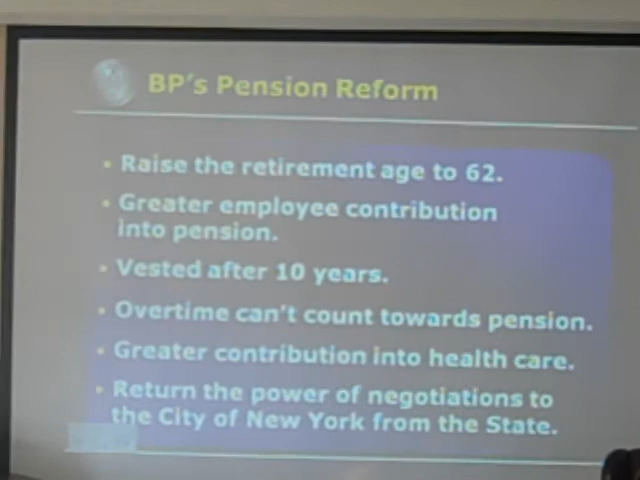 BP's Pension Reform
• Raise the retirement age to 62.
• Greater employee contribution
into pension.
• Vested after 10 years.
• Overtime can't count towards pension.
• Greater contribution into health care.
• Return the power of negotiations to
the City of New York from the State.